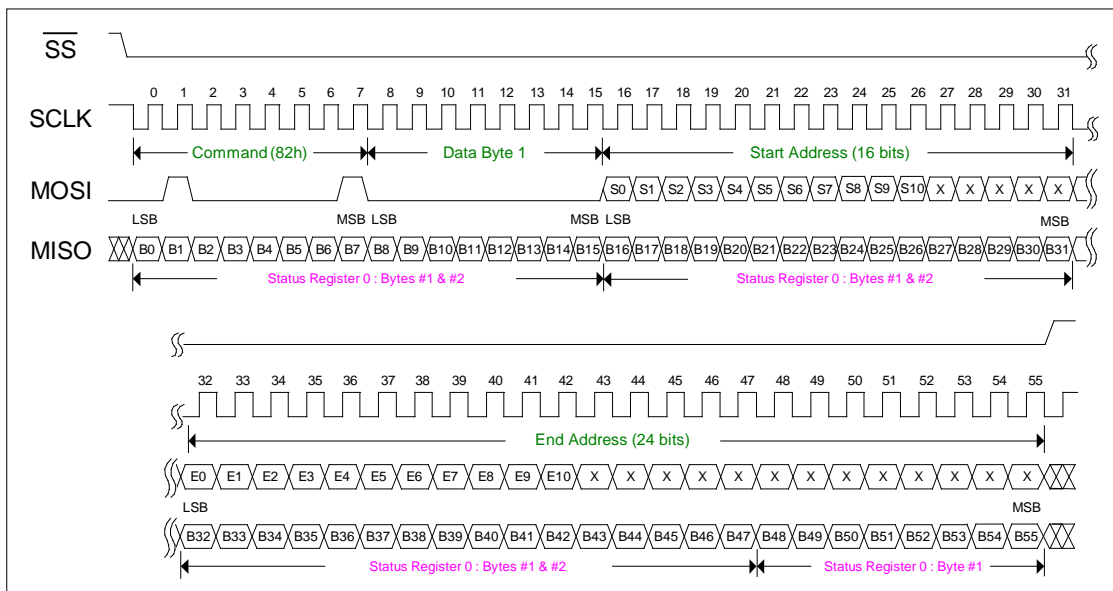 SS
0 1 2 3 4 5 6 7 8 9 10 11 12 13 14 15 16 17 18 19 20 21 22 23 24 25 26 27 28 29 30 31
SCLK
Command (82h) Data Byte 1 Start Address (16 bits)
MOSI S0 S1 S2 S3 S4 S5 S6 S7 S8 S9 S10 X X X X X
LSB MSB LSB MSB LSB MSB
MISO B0 B1 B2 B3 B4 B5 B6 B7 B8 B9 B10 B11 B12 B13 B14 B15 B16 B17 B18 B19 B20 B21 B22 B23 B24 B25 B26 B27 B28 B29 B30 B31
Status Register 0 : Bytes #1 & #2 Status Register 0 : Bytes #1 & #2
32 33 34 35 36 37 38 39 40 41 42 43 44 45 46 47 48 49 50 51 52 53 54 55
End Address (24 bits)
E0 E1 E2 E3 E4 E5 E6 E7 E8 E9 E10 X X X X X X X X X X X X X
LSB MSB
B32 B33 B34 B35 B36 B37 B38 B39 B40 B41 B42 B43 B44 B45 B46 B47 B48 B49 B50 B51 B52 B53 B54 B55
Status Register 0 : Bytes #1 & #2 Status Register 0 : Byte #1